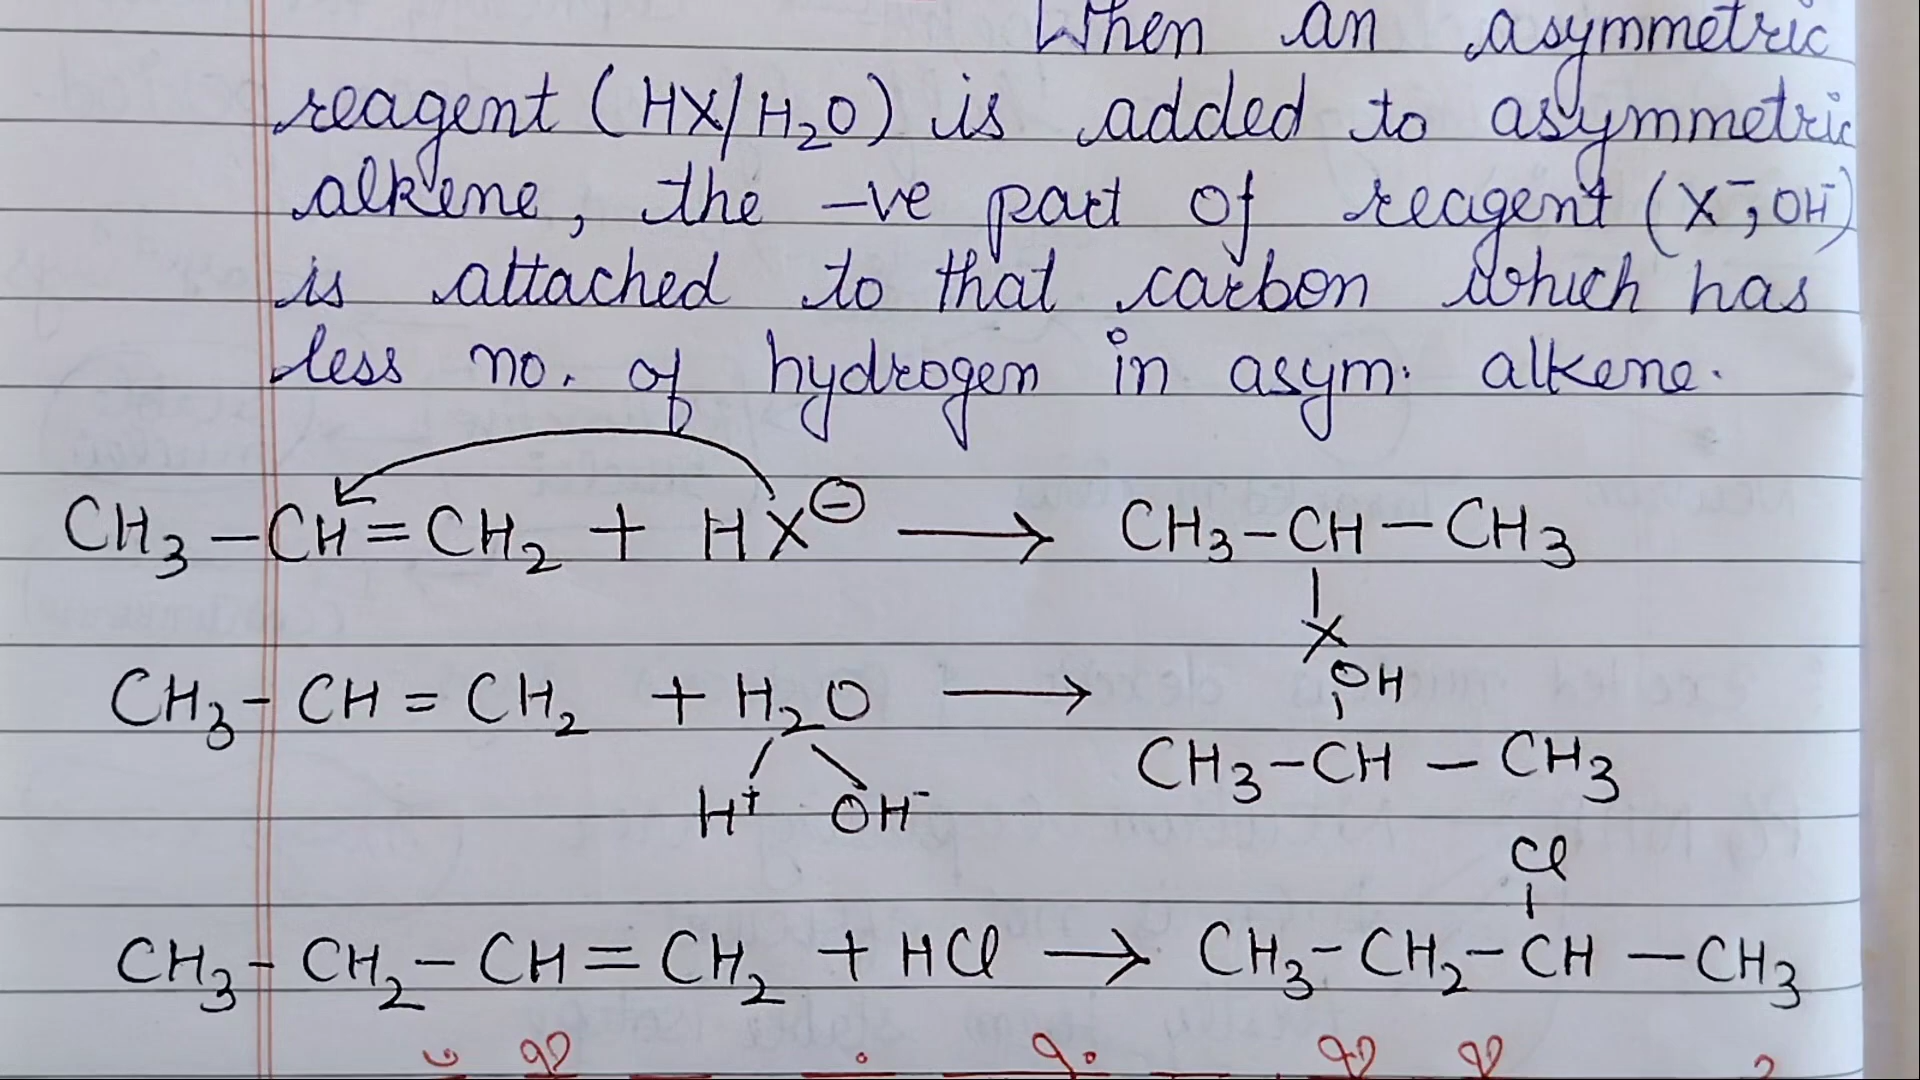 When an asymmetric
reagent (HX/H₂O) is added to asymmetric
alkene, the -ve part of reagent (X⁻, OH⁻)
is attached to that carbon which has
less no. of hydrogen in asym. alkene.
CH₃-CH=CH₂ + HX⊖ → CH₃-CH-CH₃
X
OH
CH₃-CH=CH₂ + H₂O →
CH₃-CH-CH₃
H⁺ OH⁻
Cl
CH₃-CH₂-CH=CH₂ + HCl → CH₃-CH₂-CH-CH₃